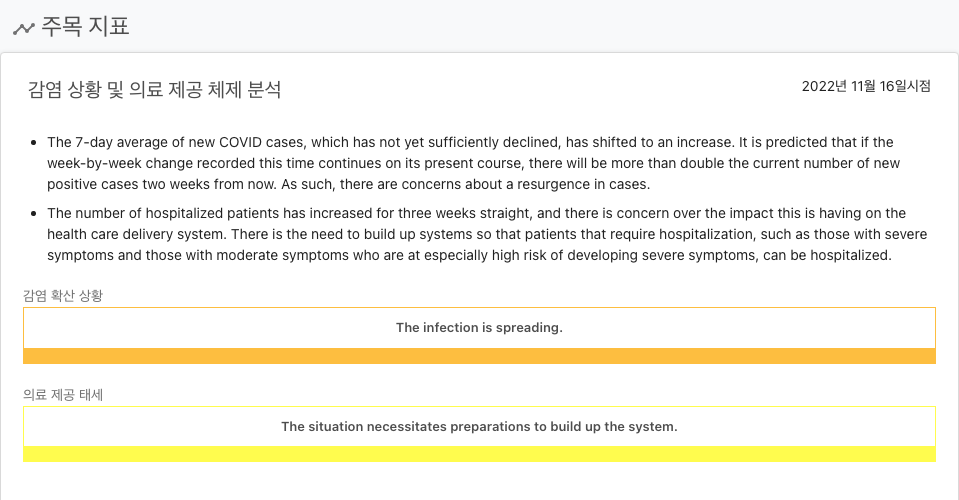 주목 지표
감염 상황 및 의료 제공 체제 분석
2022년 11월 16일시점
The 7-day average of new COVID cases, which has not yet sufficiently declined, has shifted to an increase. It is predicted that if the
week-by-week change recorded this time continues on its present course, there will be more than double the current number of new
positive cases two weeks from now. As such, there are concerns about a resurgence in cases.
The number of hospitalized patients has increased for three weeks straight, and there is concern over the impact this is having on the
health care delivery system. There is the need to build up systems so that patients that require hospitalization, such as those with severe
symptoms and those with moderate symptoms who are at especially high risk of developing severe symptoms, can be hospitalized.
감염 확산 상황
The infection is spreading.
의료 제공 태세
The situation necessitates preparations to build up the system.